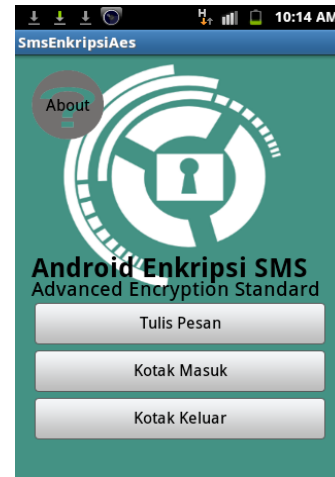 H
10:14 AM
SmsEnkripsiAes
About
Android Enkripsi SMS
Advanced Encryption Standard
Tulis Pesan
Kotak Masuk
Kotak Keluar